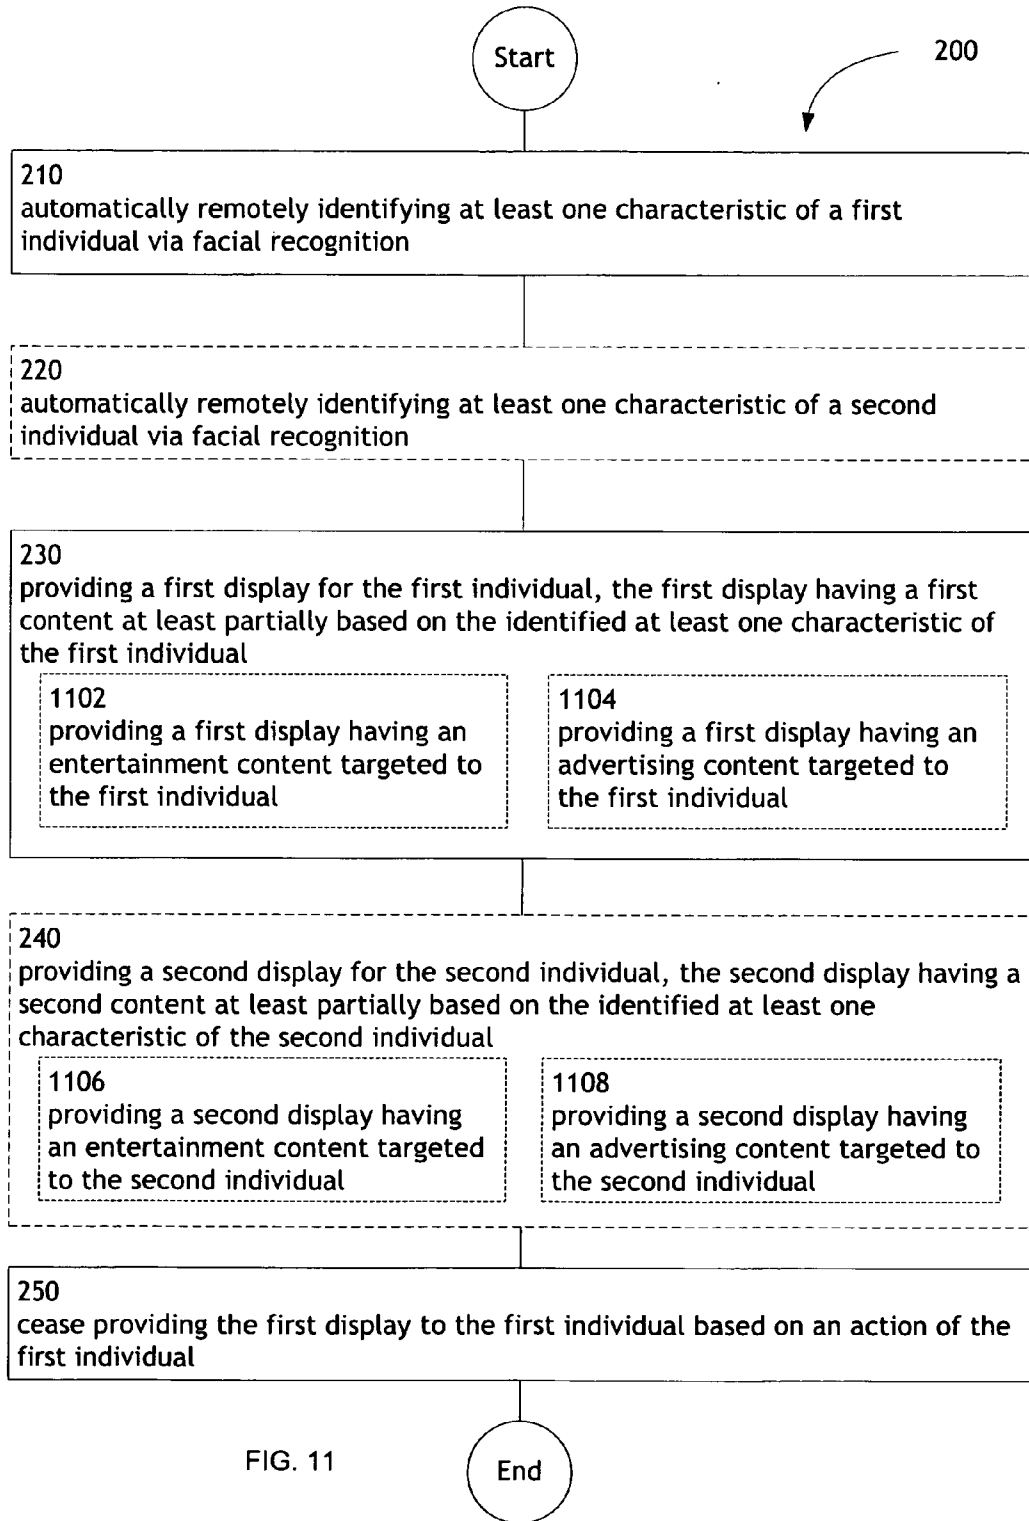 Start
200
210
automatically remotely identifying at least one characteristic of a first
individual via facial recognition
220
automatically remotely identifying at least one characteristic of a second
individual via facial recognition
230
providing a first display for the first individual, the first display having a first
content at least partially based on the identified at least one characteristic of
the first individual
1102
providing a first display having an
entertainment content targeted to
the first individual
1104
providing a first display having an
advertising content targeted to
the first individual
240
providing a second display for the second individual, the second display having a
second content at least partially based on the identified at least one
characteristic of the second individual
1106
providing a second display having
an entertainment content targeted
to the second individual
1108
providing a second display having
an advertising content targeted to
the second individual
250
cease providing the first display to the first individual based on an action of the
first individual
FIG. 11
End